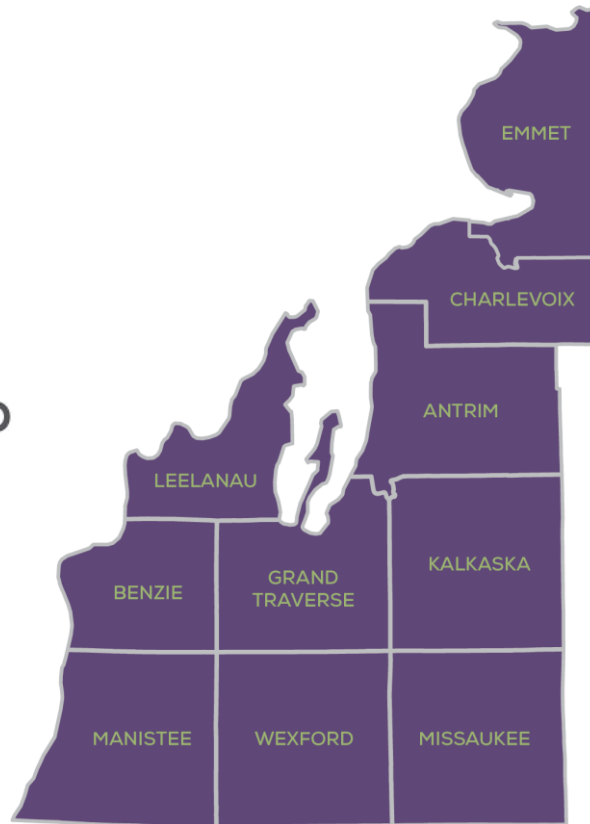 EMMET
CHARLEVOIX
ANTRIM
LEELANAU
KALKASKA
GRAND
TRAVERSE
BENZIE
MANISTEE
WEXFORD
MISSAUKEE